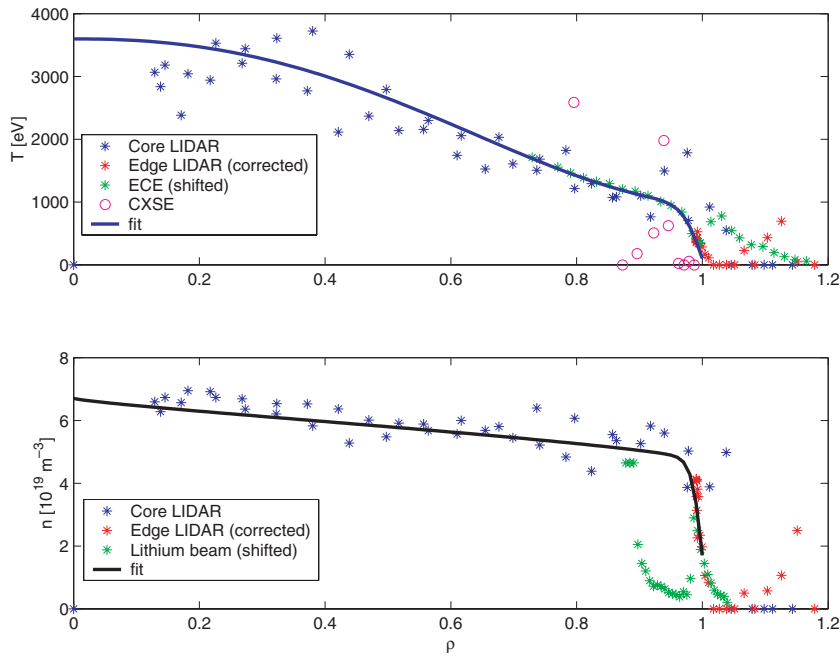 4000
3000
2000
1000
0
T [eV]
Core LIDAR
Edge LIDAR (corrected)
ECE (shifted)
CXSE
fit
0 0.2 0.4 0.6 0.8 1 1.2
8
6
4
2
0
n [10¹⁹ m⁻³]
Core LIDAR
Edge LIDAR (corrected)
Lithium beam (shifted)
fit
0 0.2 0.4 0.6 0.8 1 1.2
ρ